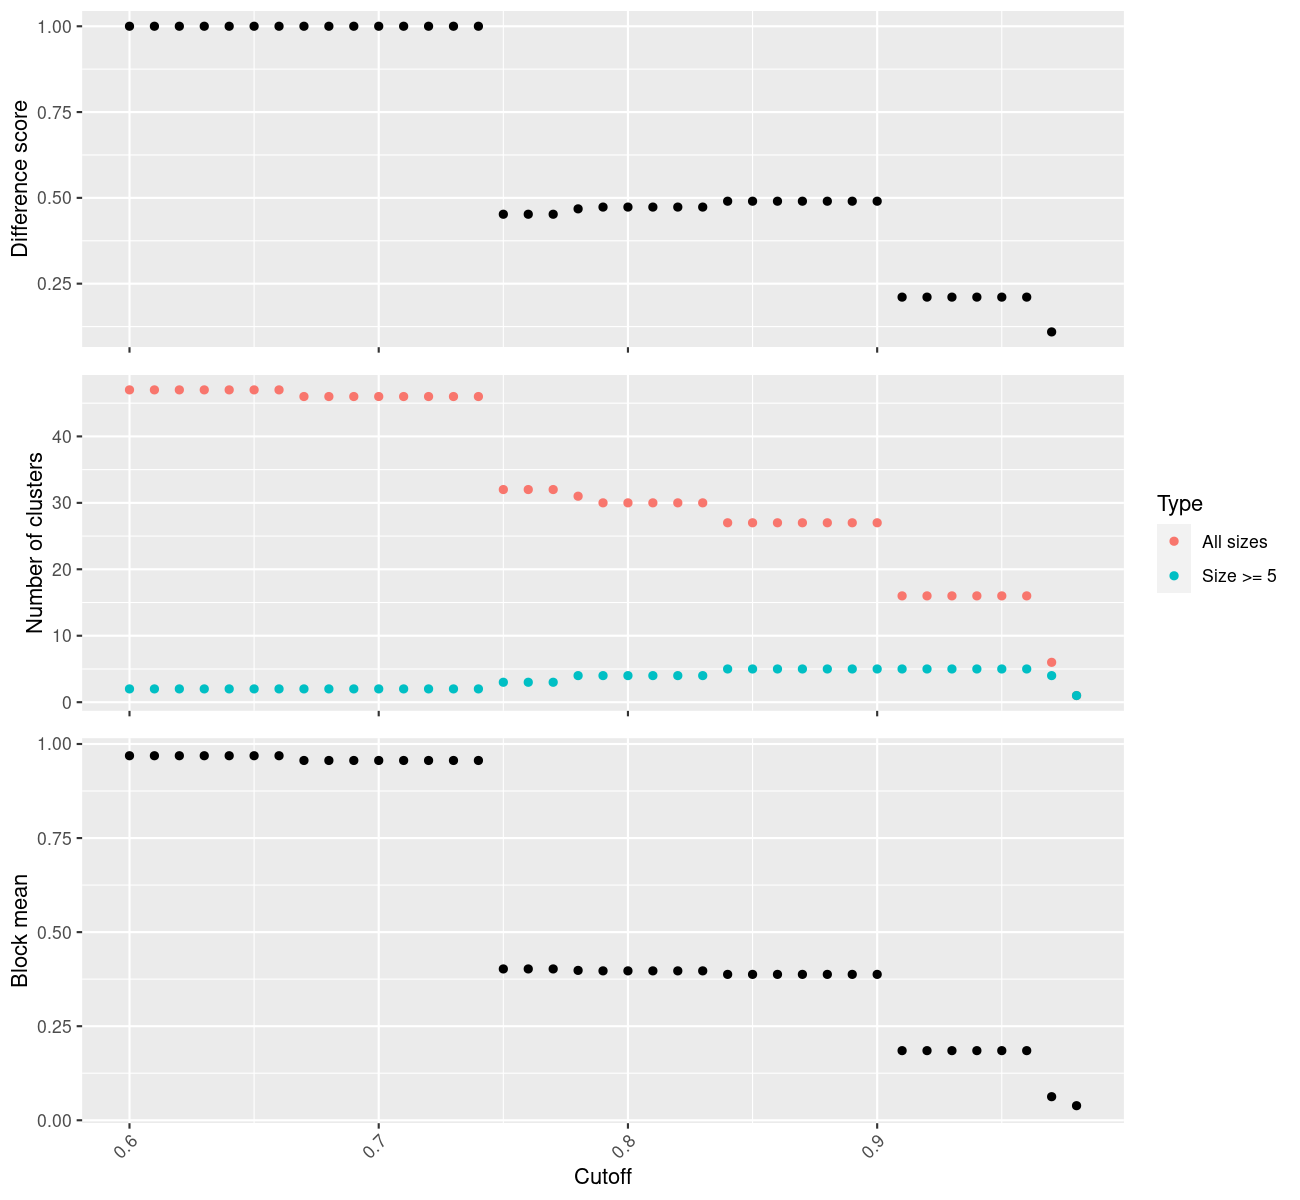 1.00
0.75
0.50
0.25
Difference score
40
30
20
10
0
Number of clusters
Type
All sizes
Size >= 5
1.00
0.75
0.50
0.25
0.00
Block mean
0.6 0.7 0.8 0.9
Cutoff